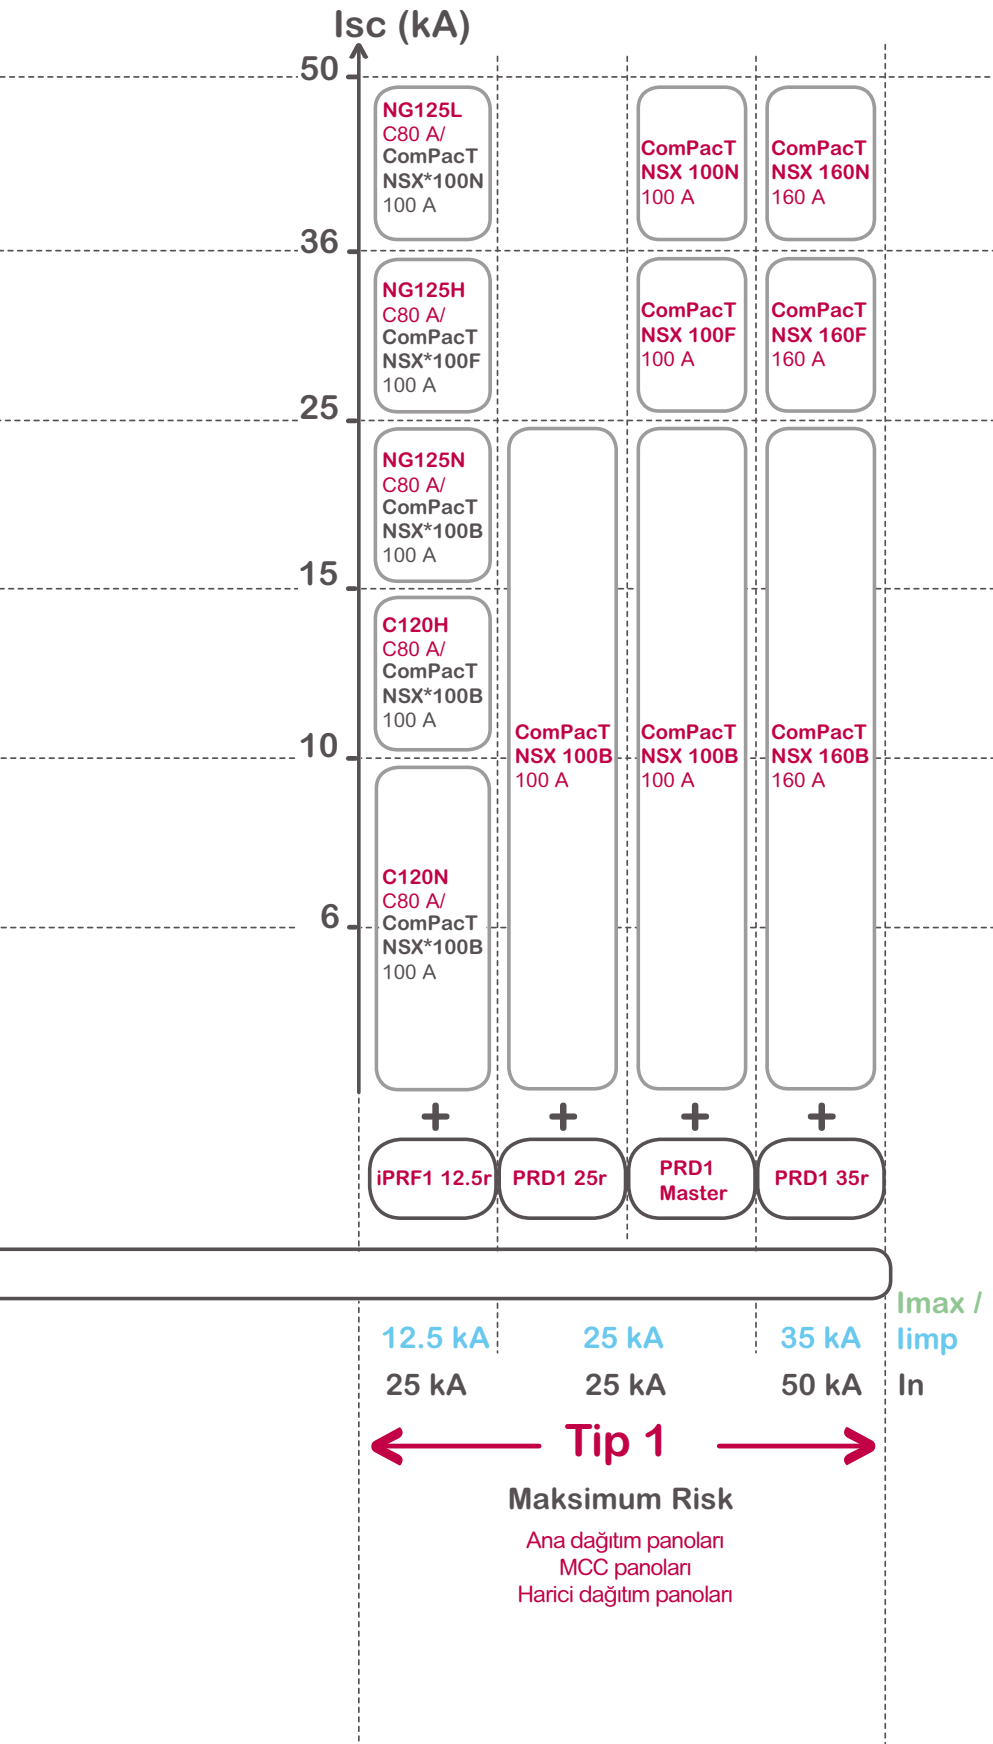 Isc (kA)
50
NG125L
C80 A/
ComPacT
NSX*100N
100 A
ComPacT
NSX 100N
100 A
ComPacT
NSX 160N
160 A
36
NG125H
C80 A/
ComPacT
NSX*100F
100 A
ComPacT
NSX 100F
100 A
ComPacT
NSX 160F
160 A
25
NG125N
C80 A/
ComPacT
NSX*100B
100 A
15
C120H
C80 A/
ComPacT
NSX*100B
100 A
ComPacT
NSX 100B
100 A
ComPacT
NSX 100B
100 A
ComPacT
NSX 160B
160 A
10
C120N
C80 A/
ComPacT
NSX*100B
100 A
6
+ + + +
iPRF1 12.5r
PRD1 25r
PRD1
Master
PRD1 35r
Imax /
12.5 kA 25 kA 35 kA Iimp
25 kA 25 kA 50 kA In
Tip 1
Maksimum Risk
Ana dağıtım panoları
MCC panoları
Harici dağıtım panoları